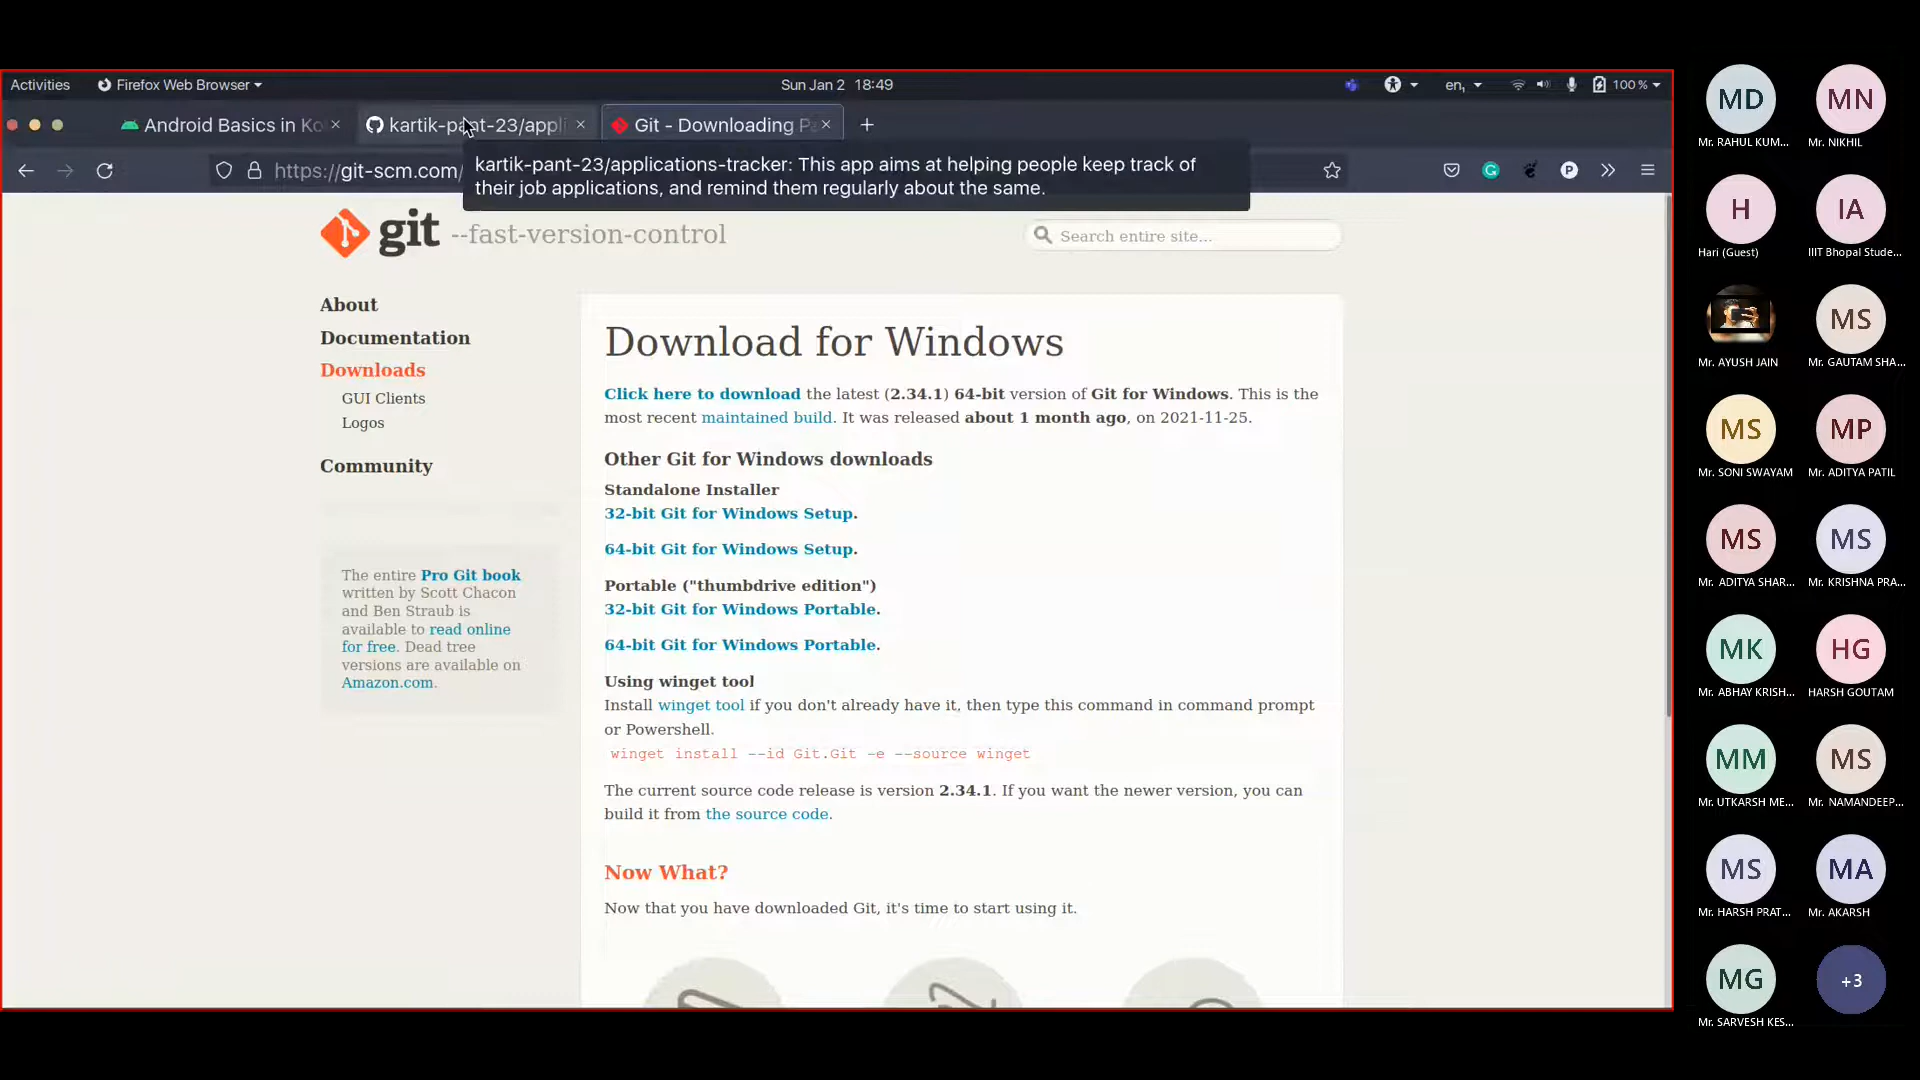 Activities
Firefox Web Browser
Sun Jan 2 18:49
en₁
100 %
Android Basics in Ko
kartik-pant-23/appli
Git - Downloading Pa
https://git-scm.com/
kartik-pant-23/applications-tracker: This app aims at helping people keep track of
their job applications, and remind them regularly about the same.
git --fast-version-control
Search entire site...
About
Documentation
Downloads
GUI Clients
Logos
Community
The entire Pro Git book
written by Scott Chacon
and Ben Straub is
available to read online
for free. Dead tree
versions are available on
Amazon.com.
Download for Windows
Click here to download the latest (2.34.1) 64-bit version of Git for Windows. This is the
most recent maintained build. It was released about 1 month ago, on 2021-11-25.
Other Git for Windows downloads
Standalone Installer
32-bit Git for Windows Setup.
64-bit Git for Windows Setup.
Portable ("thumbdrive edition")
32-bit Git for Windows Portable.
64-bit Git for Windows Portable.
Using winget tool
Install winget tool if you don't already have it, then type this command in command prompt
or Powershell.
winget install --id Git.Git -e --source winget
The current source code release is version 2.34.1. If you want the newer version, you can
build it from the source code.
Now What?
Now that you have downloaded Git, it's time to start using it.
MD
Mr. RAHUL KUM...
MN
Mr. NIKHIL
H
Hari (Guest)
IA
IIIT Bhopal Stude...
Mr. AYUSH JAIN
MS
Mr. GAUTAM SHA...
MS
Mr. SONI SWAYAM
MP
Mr. ADITYA PATIL
MS
Mr. ADITYA SHAR...
MS
Mr. KRISHNA PRA...
MK
Mr. ABHAY KRISH...
HG
HARSH GOUTAM
MM
Mr. UTKARSH ME...
MS
Mr. NAMANDEEP...
MS
Mr. HARSH PRAT...
MA
Mr. AKARSH
MG
Mr. SARVESH KES...
+3